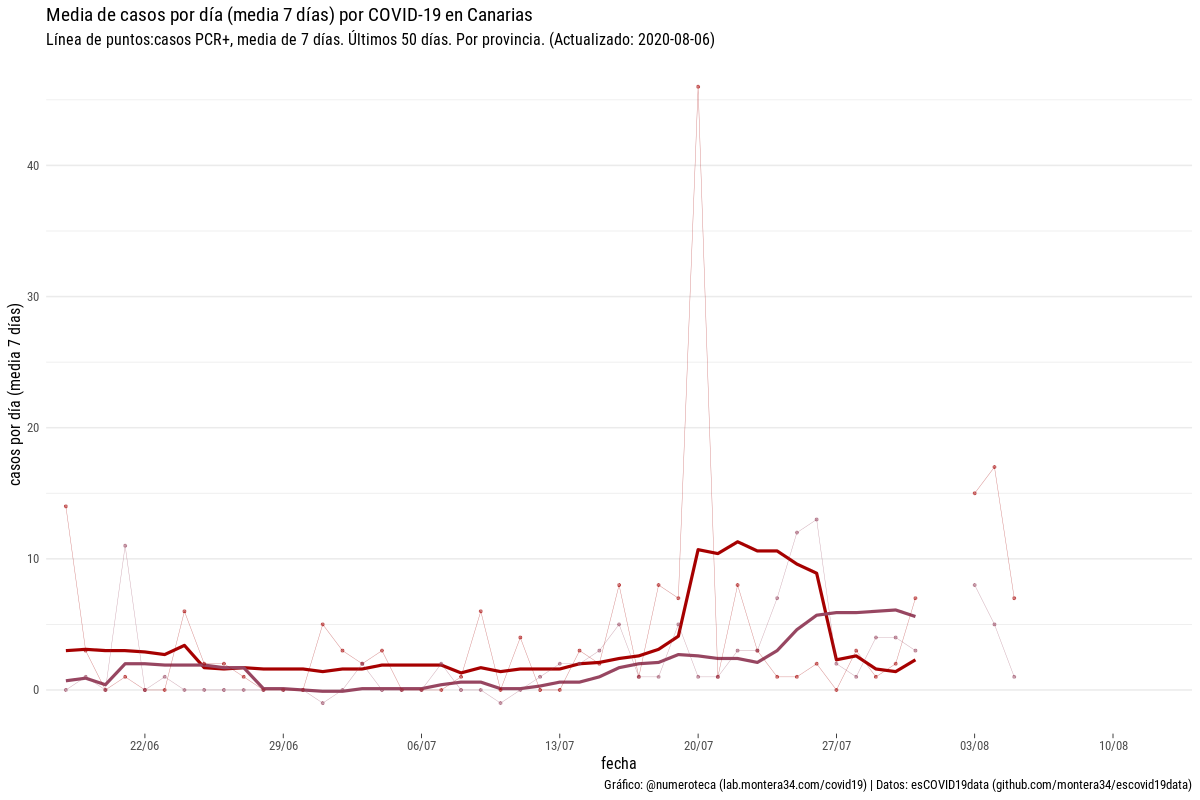 Media de casos por día (media 7 días) por COVID-19 en Canarias
Línea de puntos:casos PCR+, media de 7 días. Últimos 50 días. Por provincia. (Actualizado: 2020-08-06)
casos por día (media 7 días)
40
30
20
10
0
22/06
29/06
06/07
13/07
20/07
27/07
03/08
10/08
fecha
Gráfico: @numeroteca (lab.montera34.com/covid19) | Datos: esCOVID19data (github.com/montera34/escovid19data)